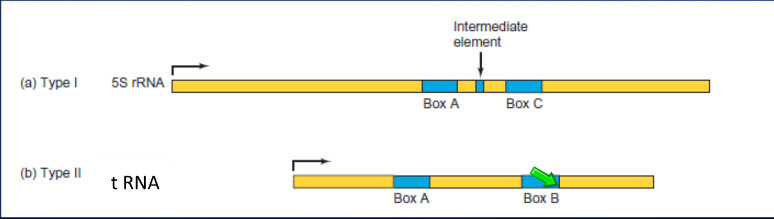 Intermediate
element
(a) Type I 5S rRNA
Box A Box C
(b) Type II t RNA
Box A Box B